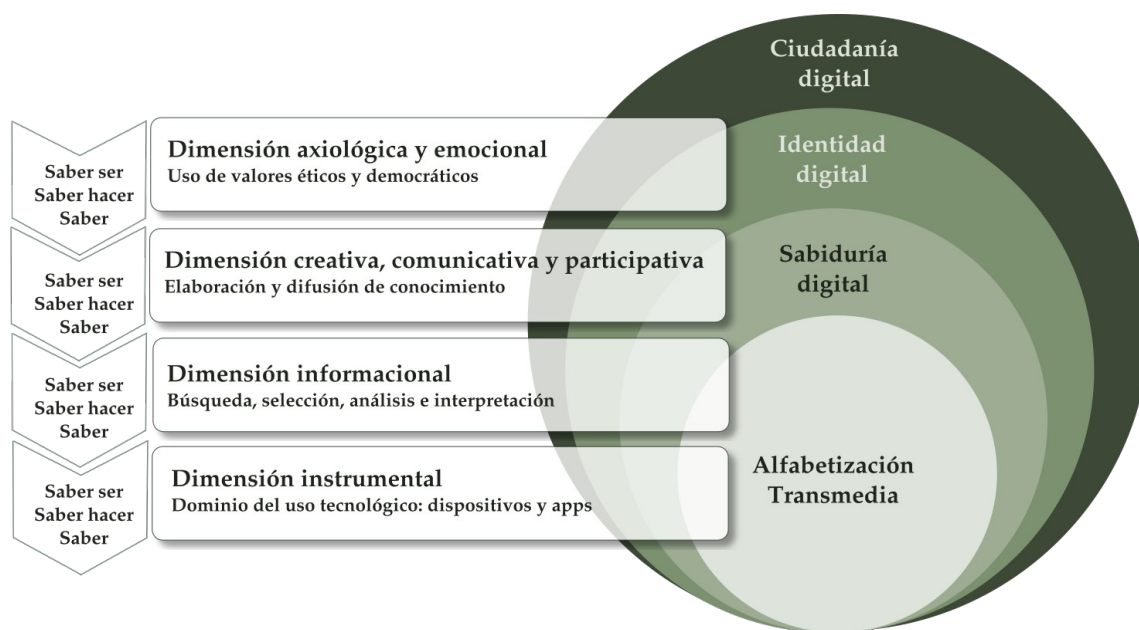 Ciudadanía
digital
Identidad
digital
Sabiduría
digital
Alfabetización
Transmedia
Saber ser
Saber hacer
Saber
Dimensión axiológica y emocional
Uso de valores éticos y democráticos
Saber ser
Saber hacer
Saber
Dimensión creativa, comunicativa y participativa
Elaboración y difusión de conocimiento
Saber ser
Saber hacer
Saber
Dimensión informacional
Búsqueda, selección, análisis e interpretación
Saber ser
Saber hacer
Saber
Dimensión instrumental
Dominio del uso tecnológico: dispositivos y apps